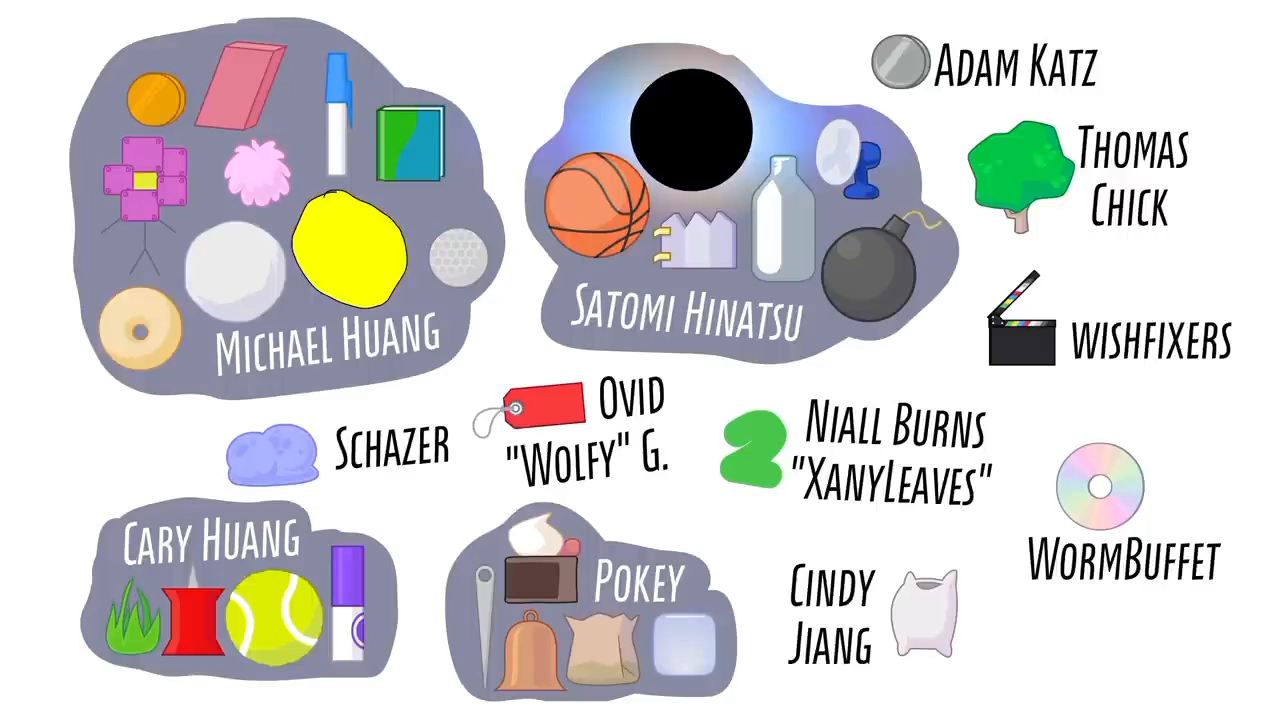 Adam Katz
Thomas
Chick
Michael Huang
Satomi Hinatsu
wishfixers
Schazer
Ovid
"Wolfy" G.
Niall Burns
"XanyLeaves"
Cary Huang
Pokey
WormBuffet
Cindy
Jiang